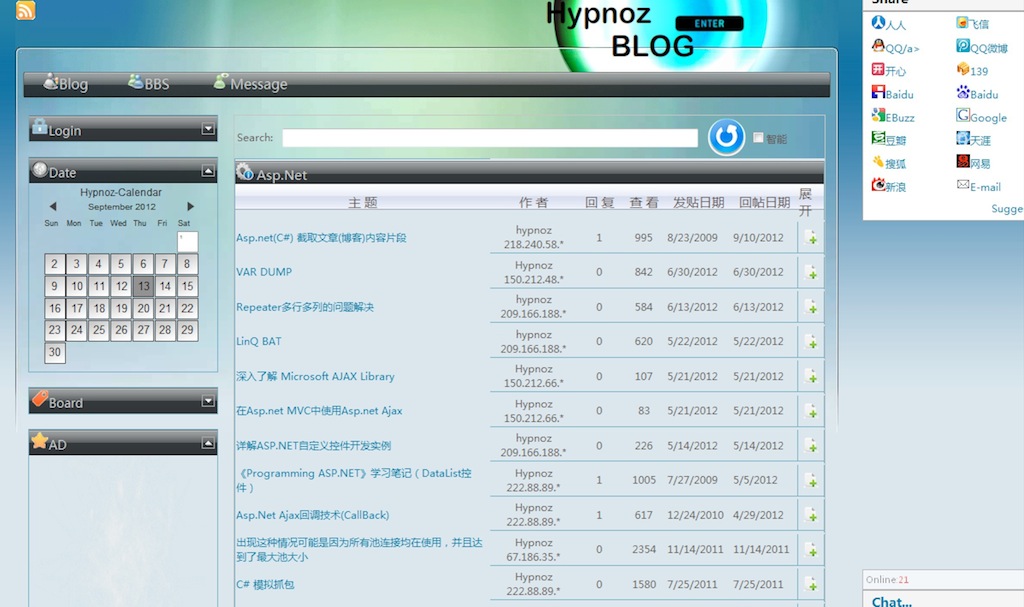 Hypnoz
ENTER
BLOG
Blog
BBS
Message
Login
Date
Hypnoz-Calendar
September 2012
Sun Mon Tue Wed Thu Fri Sat
2 3 4 5 6 7 8
9 10 11 12 13 14 15
16 17 18 19 20 21 22
23 24 25 26 27 28 29
30
Board
AD
Search:
智能
Asp.Net
主 题 作 者 回 复 查 看 发贴日期 回帖日期 展开
Asp.net(C#) 截取文章(博客)内容片段 hypnoz 218.240.58.* 1 995 8/23/2009 9/10/2012
VAR DUMP Hypnoz 150.212.48.* 0 842 6/30/2012 6/30/2012
Repeater多行多列的问题解决 hypnoz 209.166.188.* 0 584 6/13/2012 6/13/2012
LinQ BAT hypnoz 209.166.188.* 0 620 5/22/2012 5/22/2012
深入了解 Microsoft AJAX Library Hypnoz 150.212.66.* 0 107 5/21/2012 5/21/2012
在Asp.net MVC中使用Asp.net Ajax Hypnoz 150.212.66.* 0 83 5/21/2012 5/21/2012
详解ASP.NET自定义控件开发实例 hypnoz 209.166.188.* 0 226 5/14/2012 5/14/2012
《Programming ASP.NET》学习笔记（DataList控件） Hypnoz 222.88.89.* 1 1005 7/27/2009 5/5/2012
Asp.Net Ajax回调技术(CallBack) Hypnoz 222.88.89.* 1 617 12/24/2010 4/29/2012
出现这种情况可能是因为所有池连接均在使用，并且达到了最大池大小 Hypnoz 67.186.35.* 0 2354 11/14/2011 11/14/2011
C# 模拟抓包 Hypnoz 222.88.89.* 0 1580 7/25/2011 7/25/2011
Share
人人 飞信
QQ/a> QQ微博
开心 139
Baidu Baidu
EBuzz Google
豆瓣 天涯
搜狐 网易
新浪 E-mail
Sugge
Online:21
Chat...